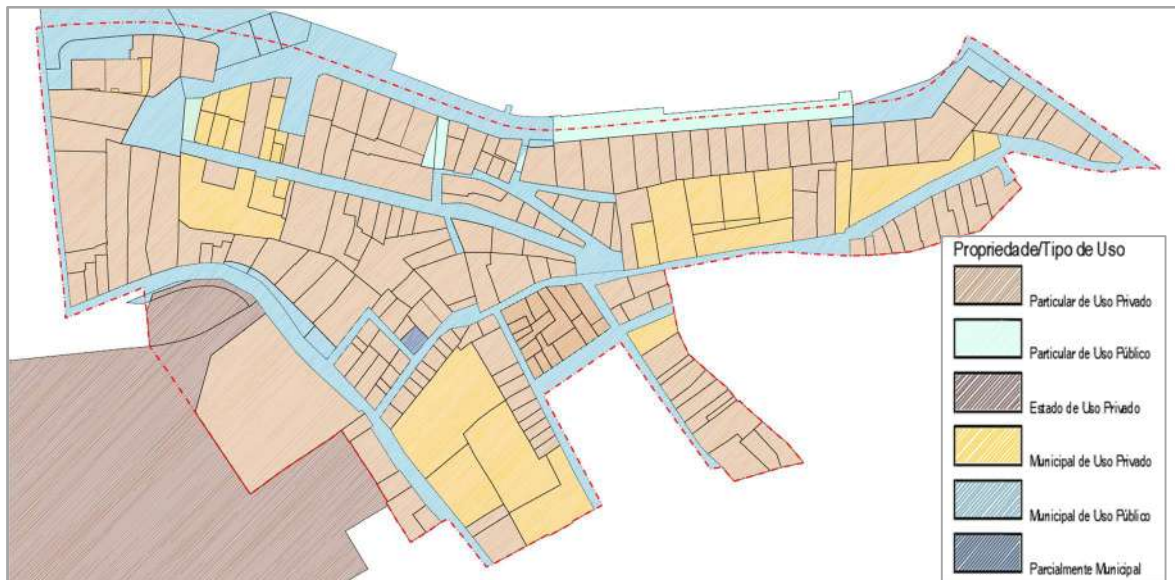 Propriedade/Tipo de Uso
Particular de Uso Privado
Particular de Uso Público
Estado de Uso Privado
Municipal de Uso Privado
Municipal de Uso Público
Parcialmente Municipal